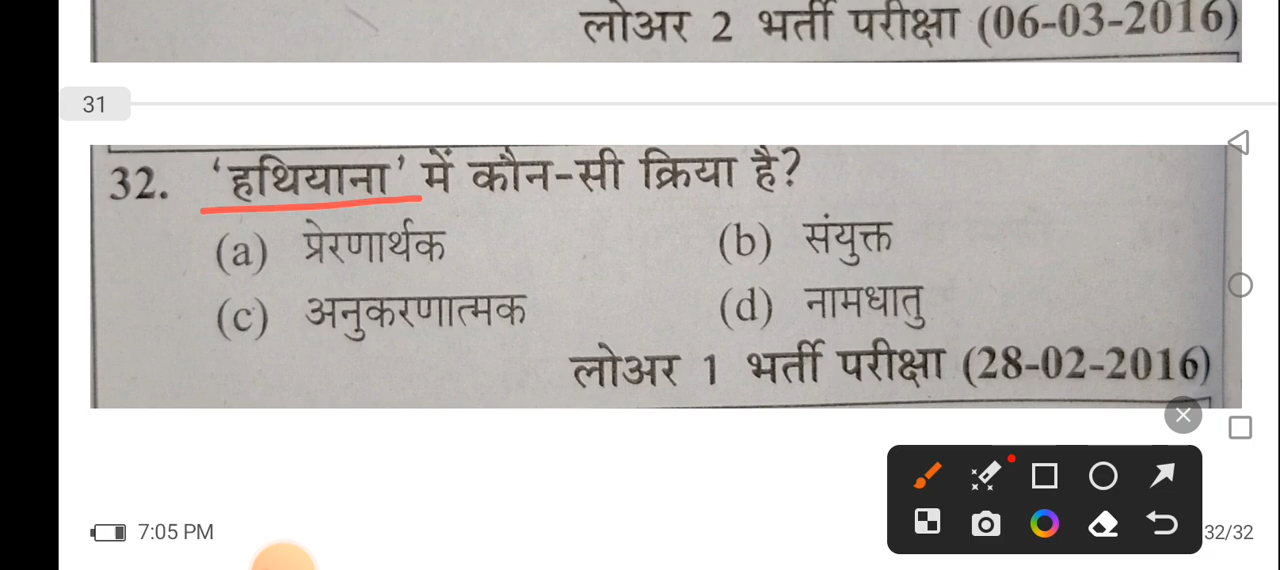 लोअर 2 भर्ती परीक्षा (06-03-2016)
31
32. 'हथियाना' में कौन-सी क्रिया है?
(a) प्रेरणार्थक (b) संयुक्त
(c) अनुकरणात्मक (d) नामधातु
लोअर 1 भर्ती परीक्षा (28-02-2016)
7:05 PM 32/32